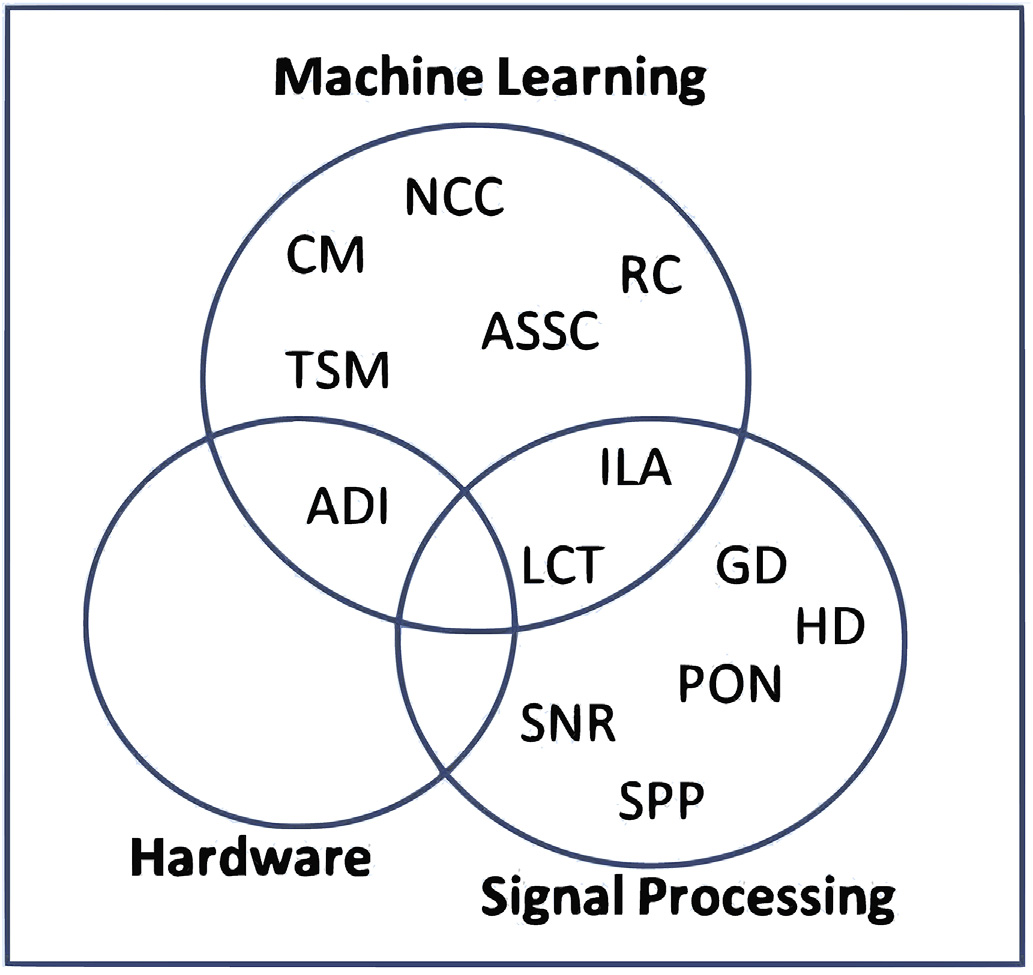 Machine Learning
NCC
CM
RC
ASSC
TSM
ILA
ADI
LCT
GD
HD
PON
SNR
SPP
Hardware
Signal Processing